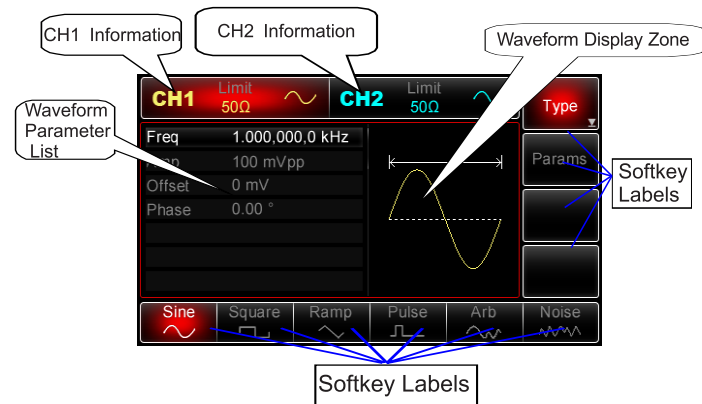 CH1 Information
CH2 Information
Waveform Display Zone
CH1
Limit
50Ω
CH2
Limit
50Ω
Type
Waveform
Parameter
List
Freq 1.000,000,0 kHz
100 mVpp
Offset 0 mV
Phase 0.00 °
Params
Softkey
Labels
Sine
Square
Ramp
Pulse
Arb
Noise
Softkey Labels